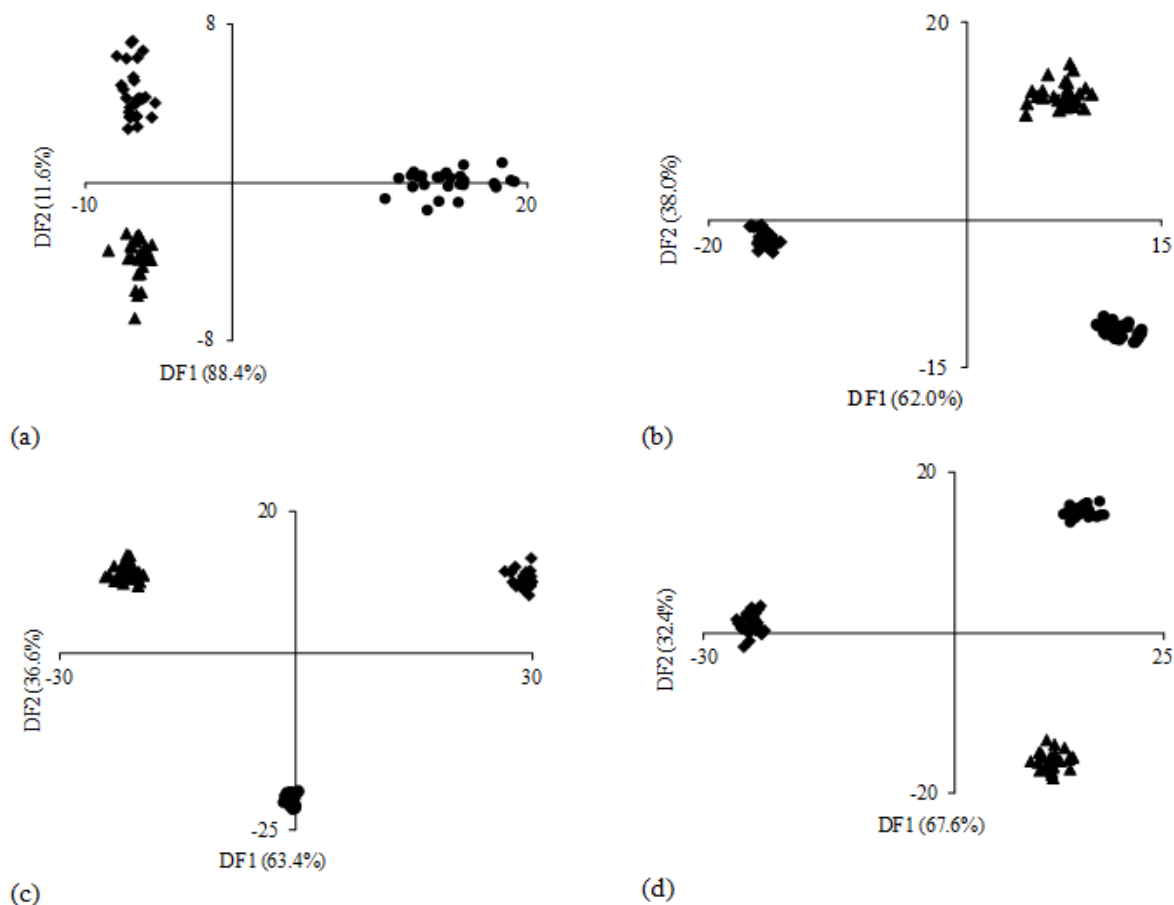 8
DF2 (11.6%)
-10
20
-8
DF1 (88.4%)
(a)
20
DF2 (38.0%)
-20
15
-15
DF1 (62.0%)
(b)
20
DF2 (36.6%)
-30
30
-25
DF1 (63.4%)
(c)
20
DF2 (32.4%)
-30
25
-20
DF1 (67.6%)
(d)